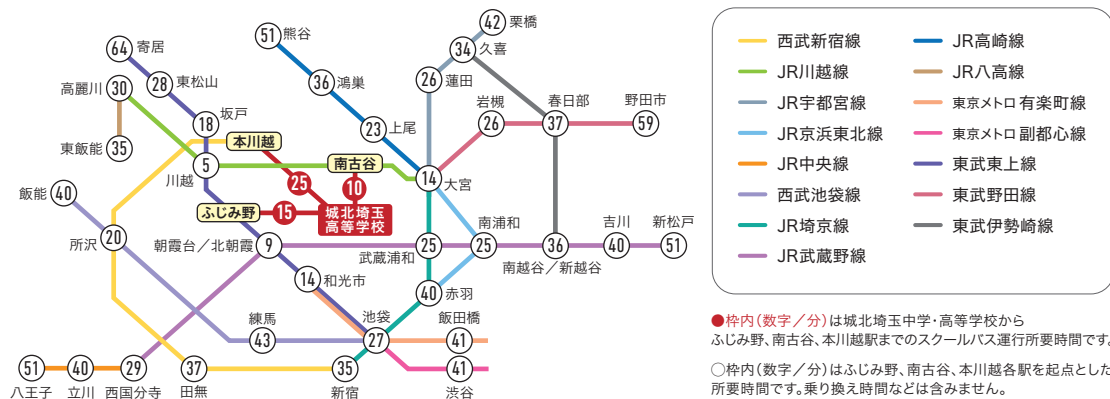 42
栗橋
51
熊谷
64
寄居
34
久喜
26
蓮田
28
東松山
36
鴻巣
高麗川
30
岩槻
春日部
野田市
坂戸
18
23
上尾
26
37
59
本川越
35
東飯能
5
川越
南古谷
14
大宮
25
10
飯能
40
ふじみ野
15
城北埼玉
高等学校
南浦和
吉川
新松戸
所沢
20
朝霞台/北朝霞
9
25
武蔵浦和
25
36
40
51
南越谷/新越谷
14
和光市
40
赤羽
練馬
池袋
飯田橋
43
27
41
51
40
29
37
35
41
八王子
立川
西国分寺
田無
新宿
渋谷
西武新宿線
JR高崎線
JR川越線
JR八高線
JR宇都宮線
東京メトロ 有楽町線
JR京浜東北線
東京メトロ 副都心線
JR中央線
東武東上線
西武池袋線
東武野田線
JR埼京線
東武伊勢崎線
JR武蔵野線
●枠内(数字/分)は城北埼玉中学・高等学校から
ふじみ野、南古谷、本川越駅までのスクールバス運行所要時間です。
○枠内(数字/分)はふじみ野、南古谷、本川越各駅を起点とした
所要時間です。乗り換え時間などは含みません。